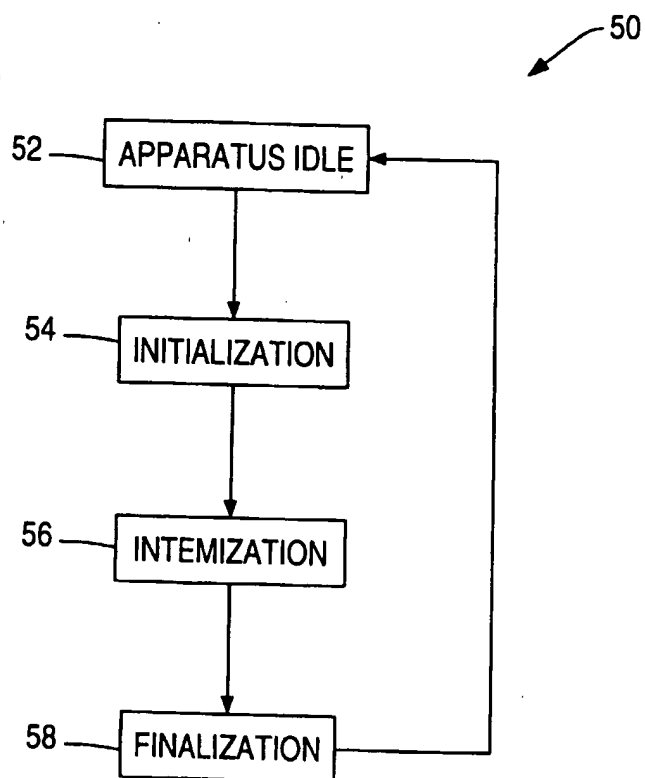 50
52 APPARATUS IDLE
54 INITIALIZATION
56 INTEMIZATION
58 FINALIZATION